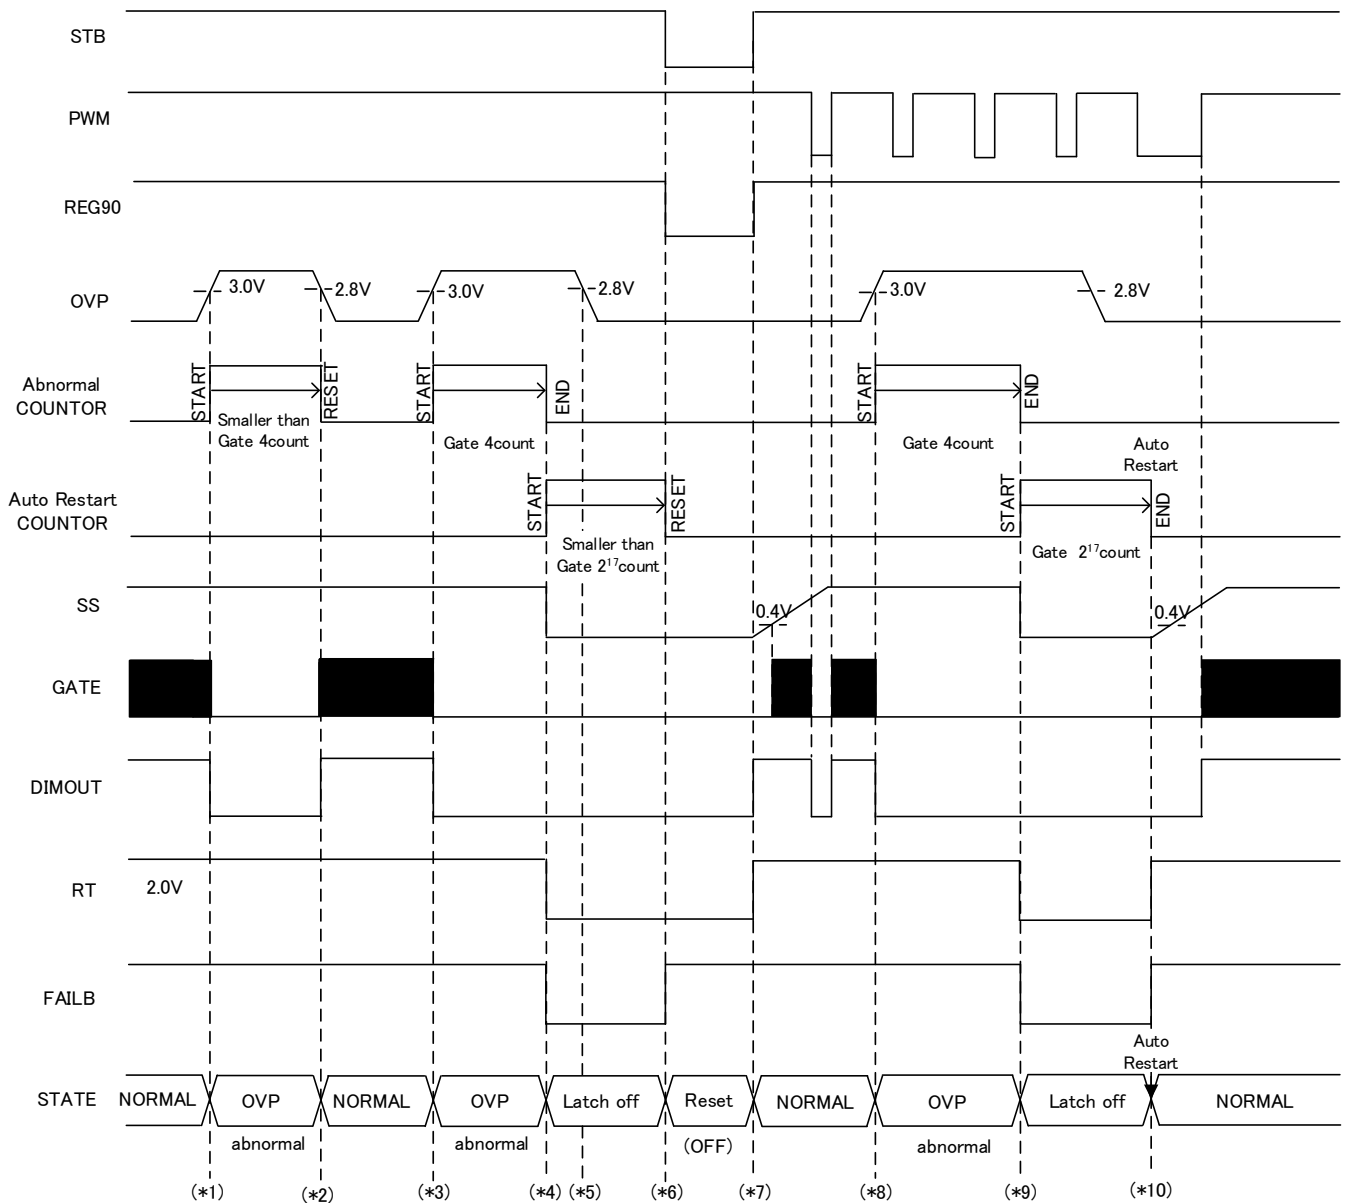 STB
PWM
REG90
OVP
3.0V
2.8V
3.0V
2.8V
3.0V
2.8V
Abnormal
COUNTOR
START
RESET
START
END
START
END
Smaller than
Gate 4count
Gate 4count
Gate 4count
Auto
Restart
Auto Restart
COUNTOR
START
RESET
START
END
Smaller than
Gate 2¹⁷count
Gate 2¹⁷count
SS
0.4V
0.4V
GATE
DIMOUT
RT
2.0V
FAILB
Auto
Restart
STATE
NORMAL
OVP
NORMAL
OVP
Latch off
Reset
NORMAL
OVP
Latch off
NORMAL
abnormal
abnormal
(OFF)
abnormal
(*1)
(*2)
(*3)
(*4)
(*5)
(*6)
(*7)
(*8)
(*9)
(*10)